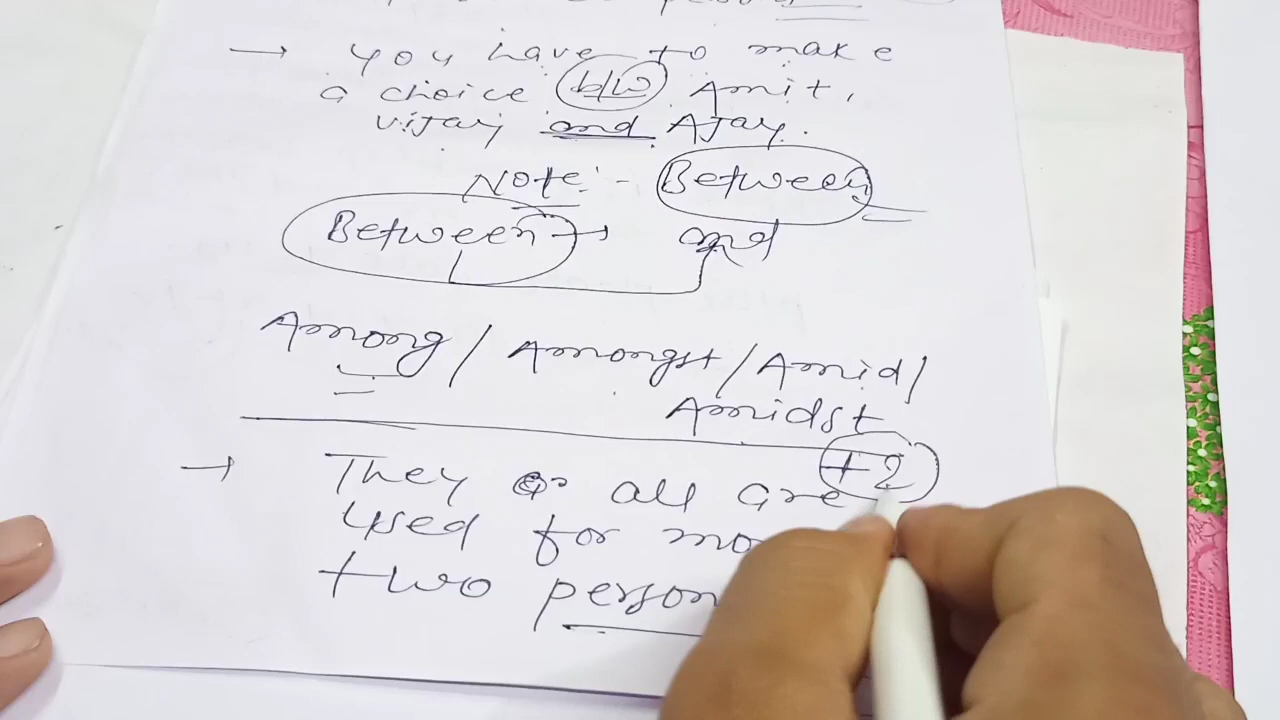 → You have to make
a choice b/w Amit,
Vijay and Ajay.
Note:- Between
Between → and
Among / Amongst / Amid /
Amidst
+2
→ They all are
used for
two person